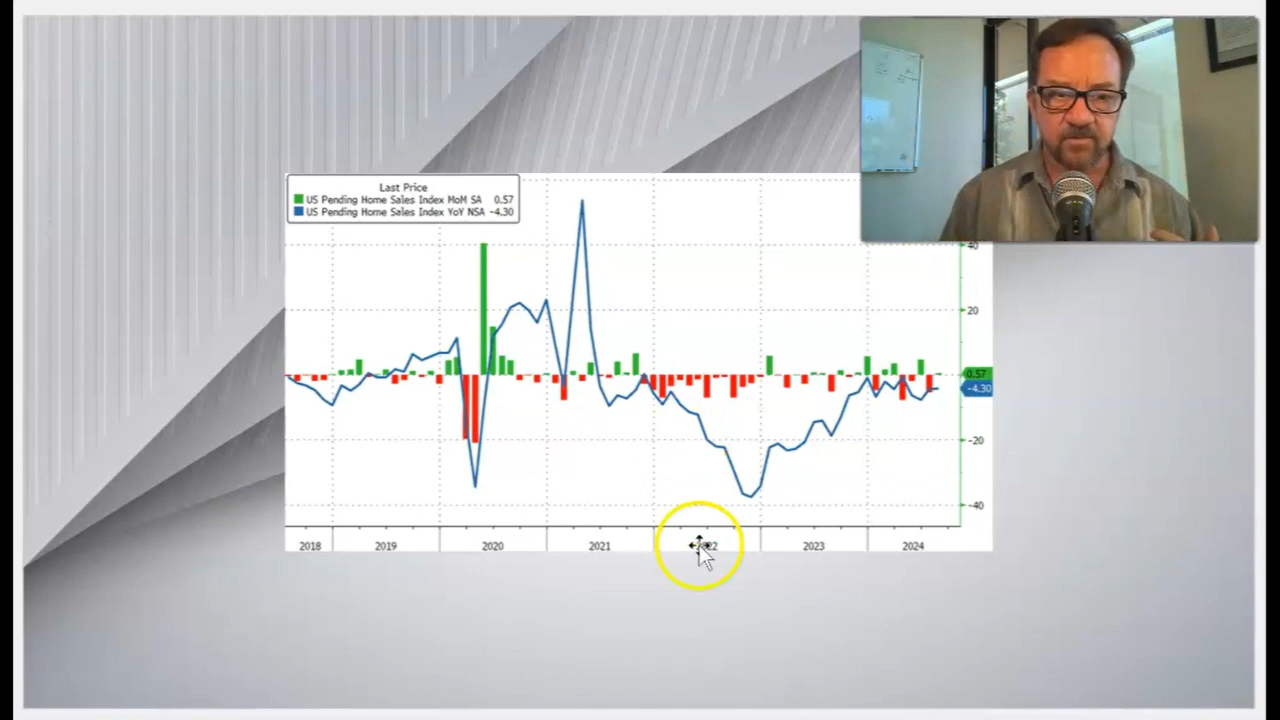 Last Price
US Pending Home Sales Index MoM SA 0.57
US Pending Home Sales Index YoY NSA -4.30
40
20
0.57
-4.30
-20
-40
2018 2019 2020 2021 2022 2023 2024